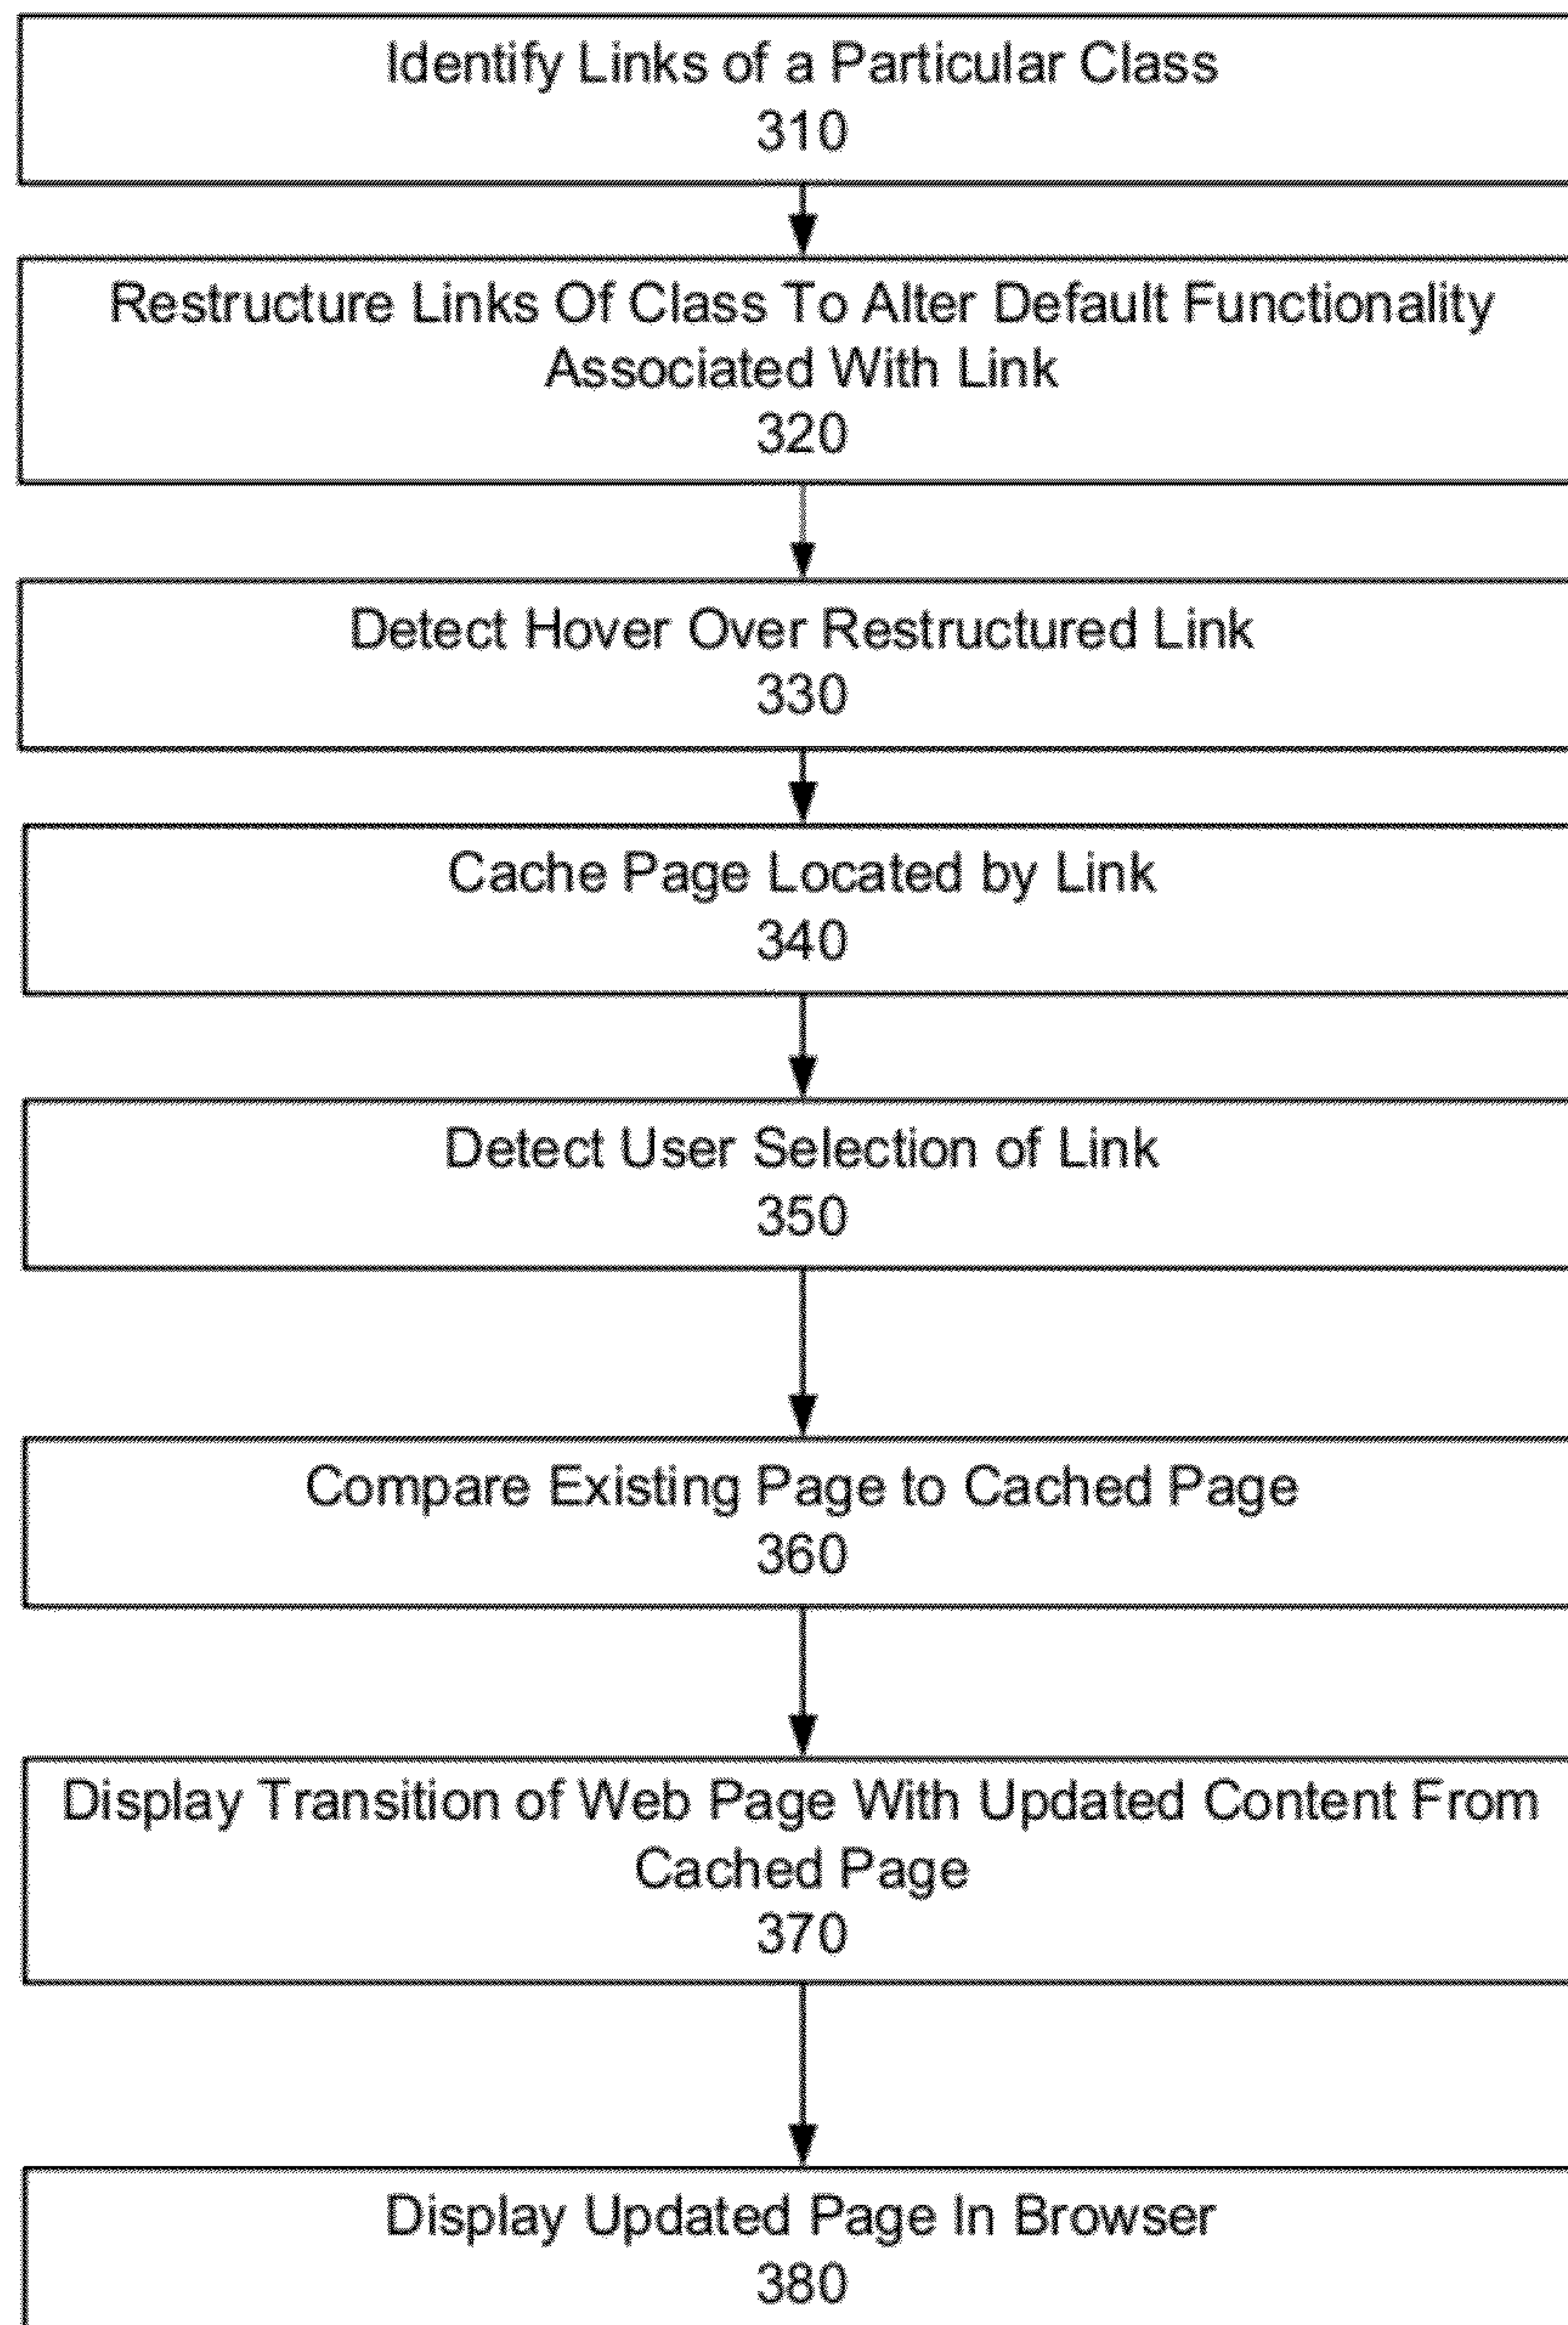 Identify Links of a Particular Class
310
Restructure Links Of Class To Alter Default Functionality
Associated With Link
320
Detect Hover Over Restructured Link
330
Cache Page Located by Link
340
Detect User Selection of Link
350
Compare Existing Page to Cached Page
360
Display Transition of Web Page With Updated Content From
Cached Page
370
Display Updated Page In Browser
380